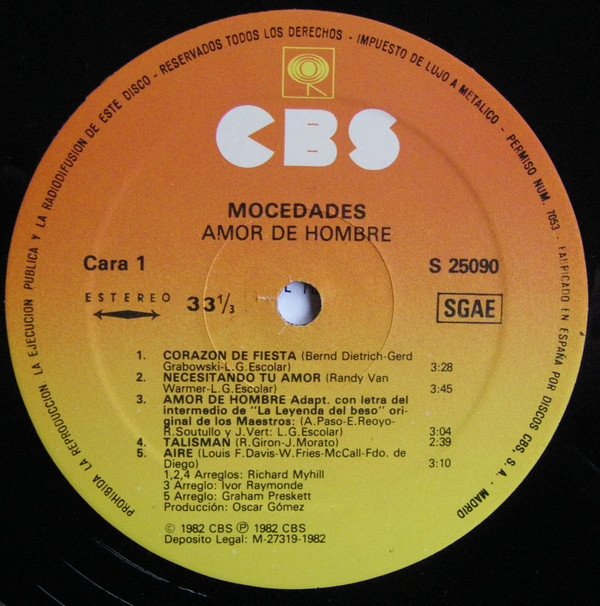 PROHIBIDA LA REPRODUCCION, LA EJECUCION PUBLICA Y LA RADIODIFUSION DE ESTE DISCO - RESERVADOS TODOS LOS DERECHOS - IMPUESTO DE LUJO A METALICO - PERMISO NUM. 7053 - FABRICADO EN ESPAÑA POR DISCOS CBS, S. A. - MADRID
CBS
MOCEDADES
AMOR DE HOMBRE
Cara 1
S 25090
ESTEREO
33 1/3
SGAE
1. CORAZON DE FIESTA (Bernd Dietrich-Gerd
Grabowski-L.G.Escolar) 3:28
2. NECESITANDO TU AMOR (Randy Van
Warmer-L.G.Escolar) 3:45
3. AMOR DE HOMBRE Adapt. con letra del
intermedio de "La Leyenda del beso" ori-
ginal de los Maestros: (A.Paso-E.Reoyo-
R.Soutullo y J.Vert: L.G.Escolar) 3:04
4. TALISMAN (R.Giron-J.Morato) 2:39
5. AIRE (Louis F.Davis-W.Fries-McCall-Fdo. de
Diego) 3:10
1,2,4 Arreglos: Richard Myhill
3 Arreglo: Ivor Raymonde
5 Arreglo: Graham Preskett
Producción: Oscar Gómez
© 1982 CBS Ⓟ 1982 CBS
Deposito Legal: M-27319-1982